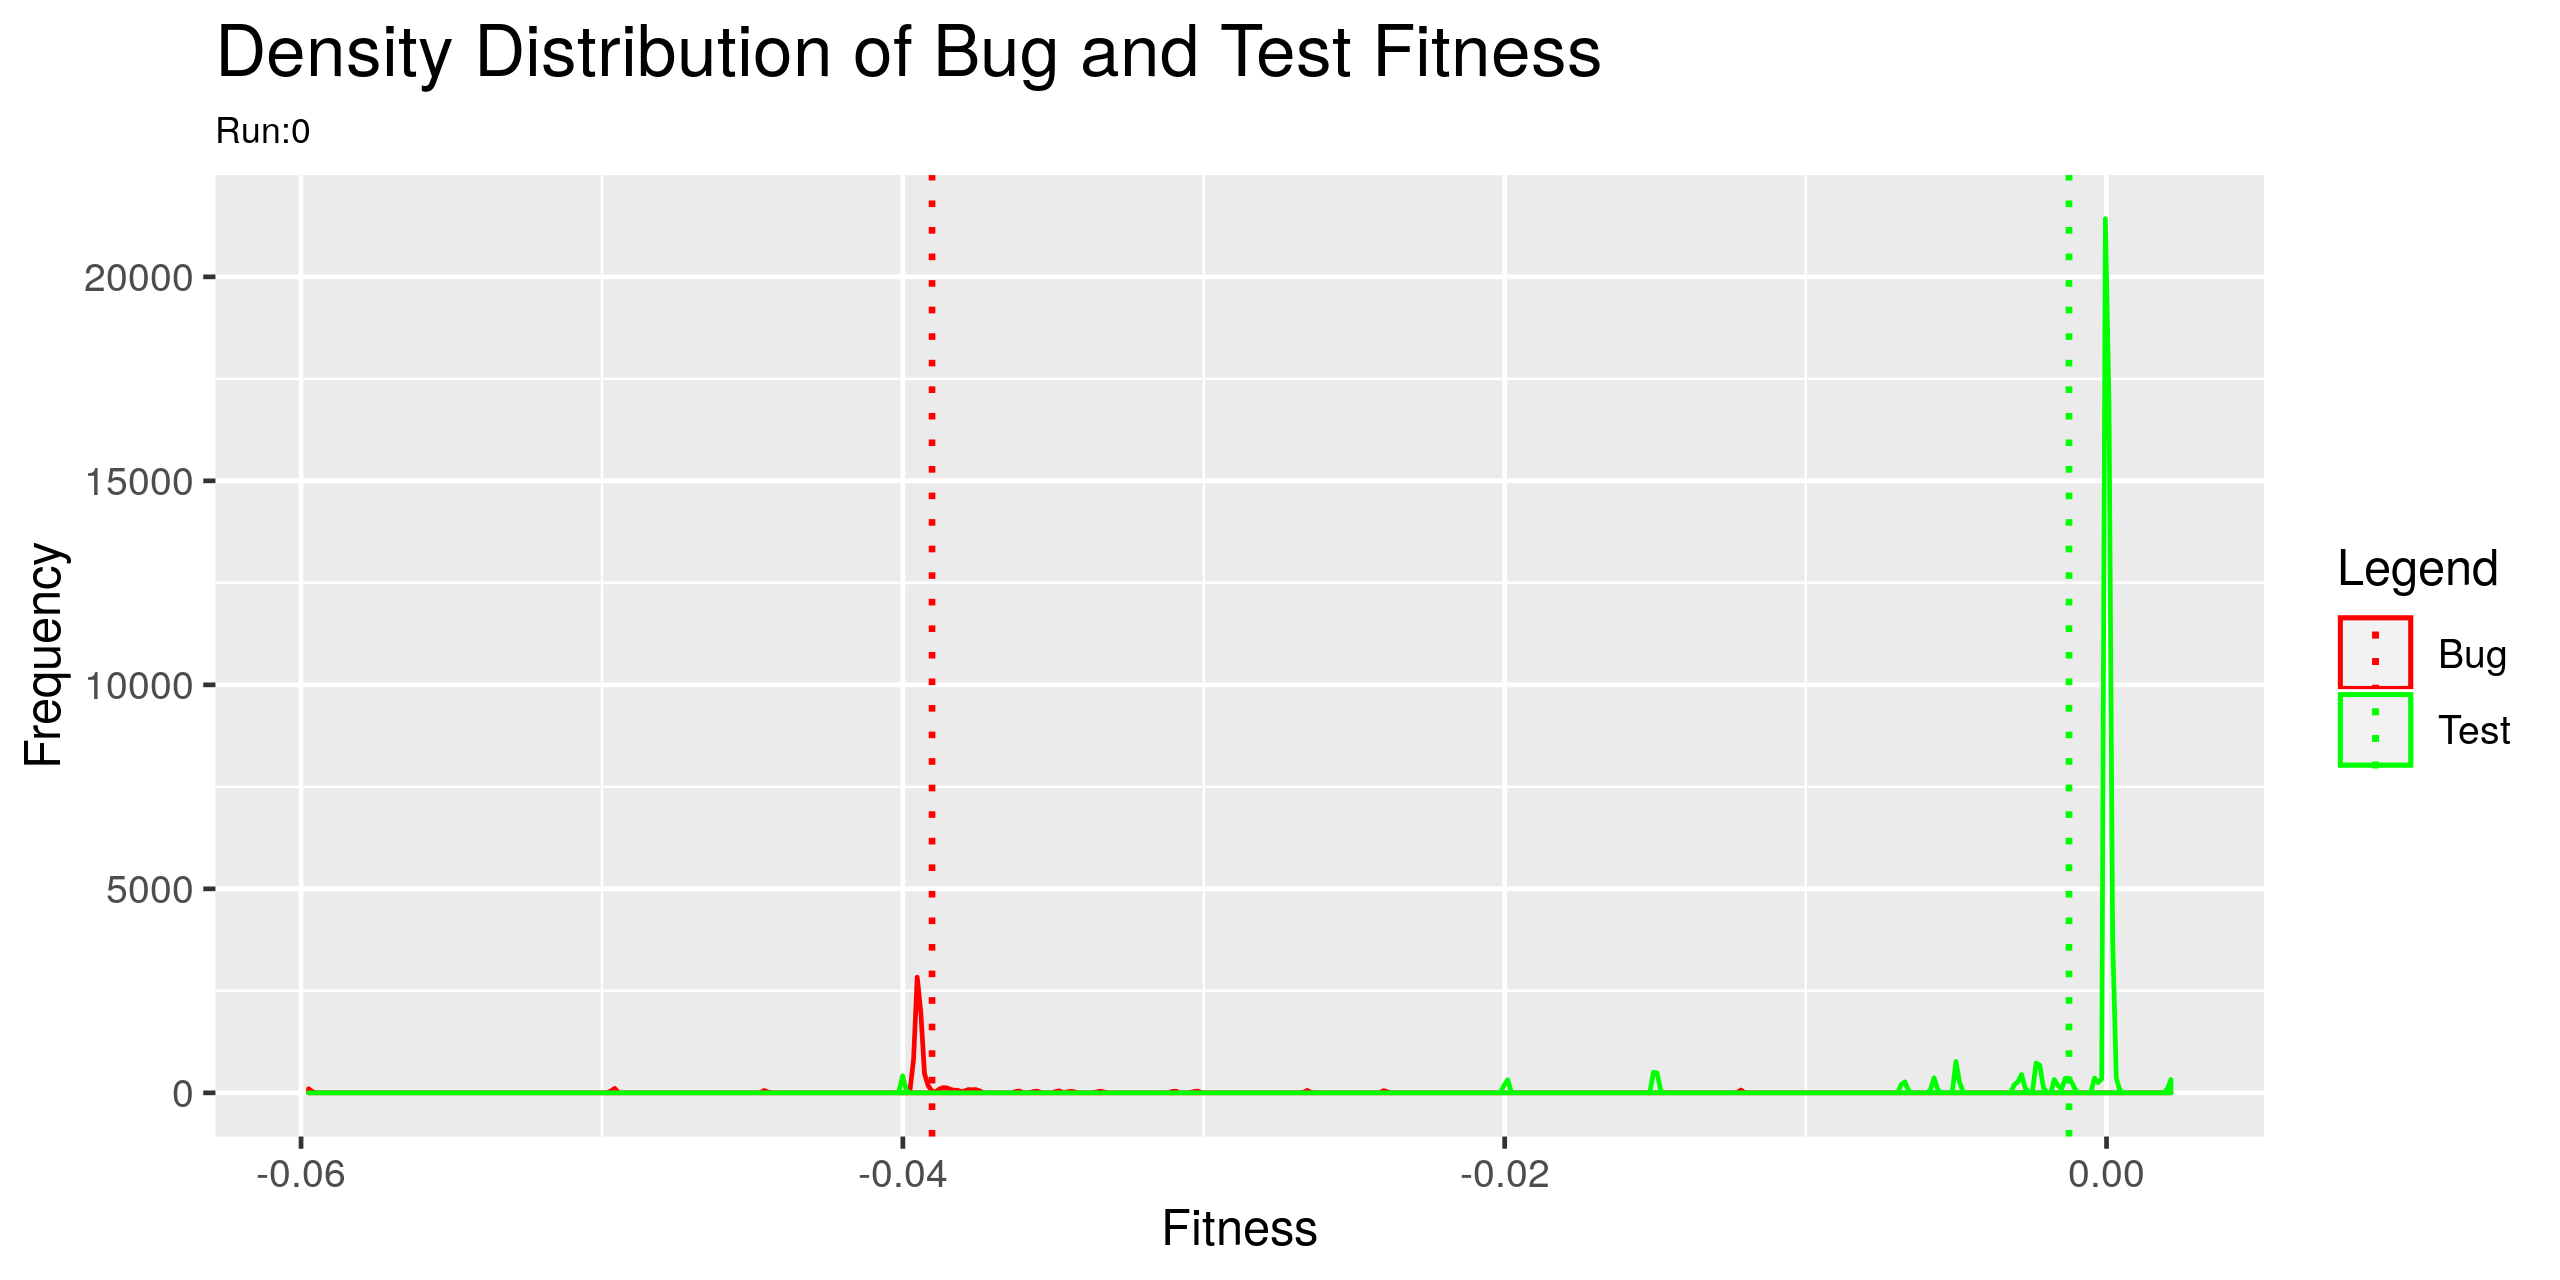 Density Distribution of Bug and Test Fitness
Run:0
Frequency
20000
15000
10000
5000
0
-0.06
-0.04
-0.02
0.00
Fitness
Legend
Bug
Test